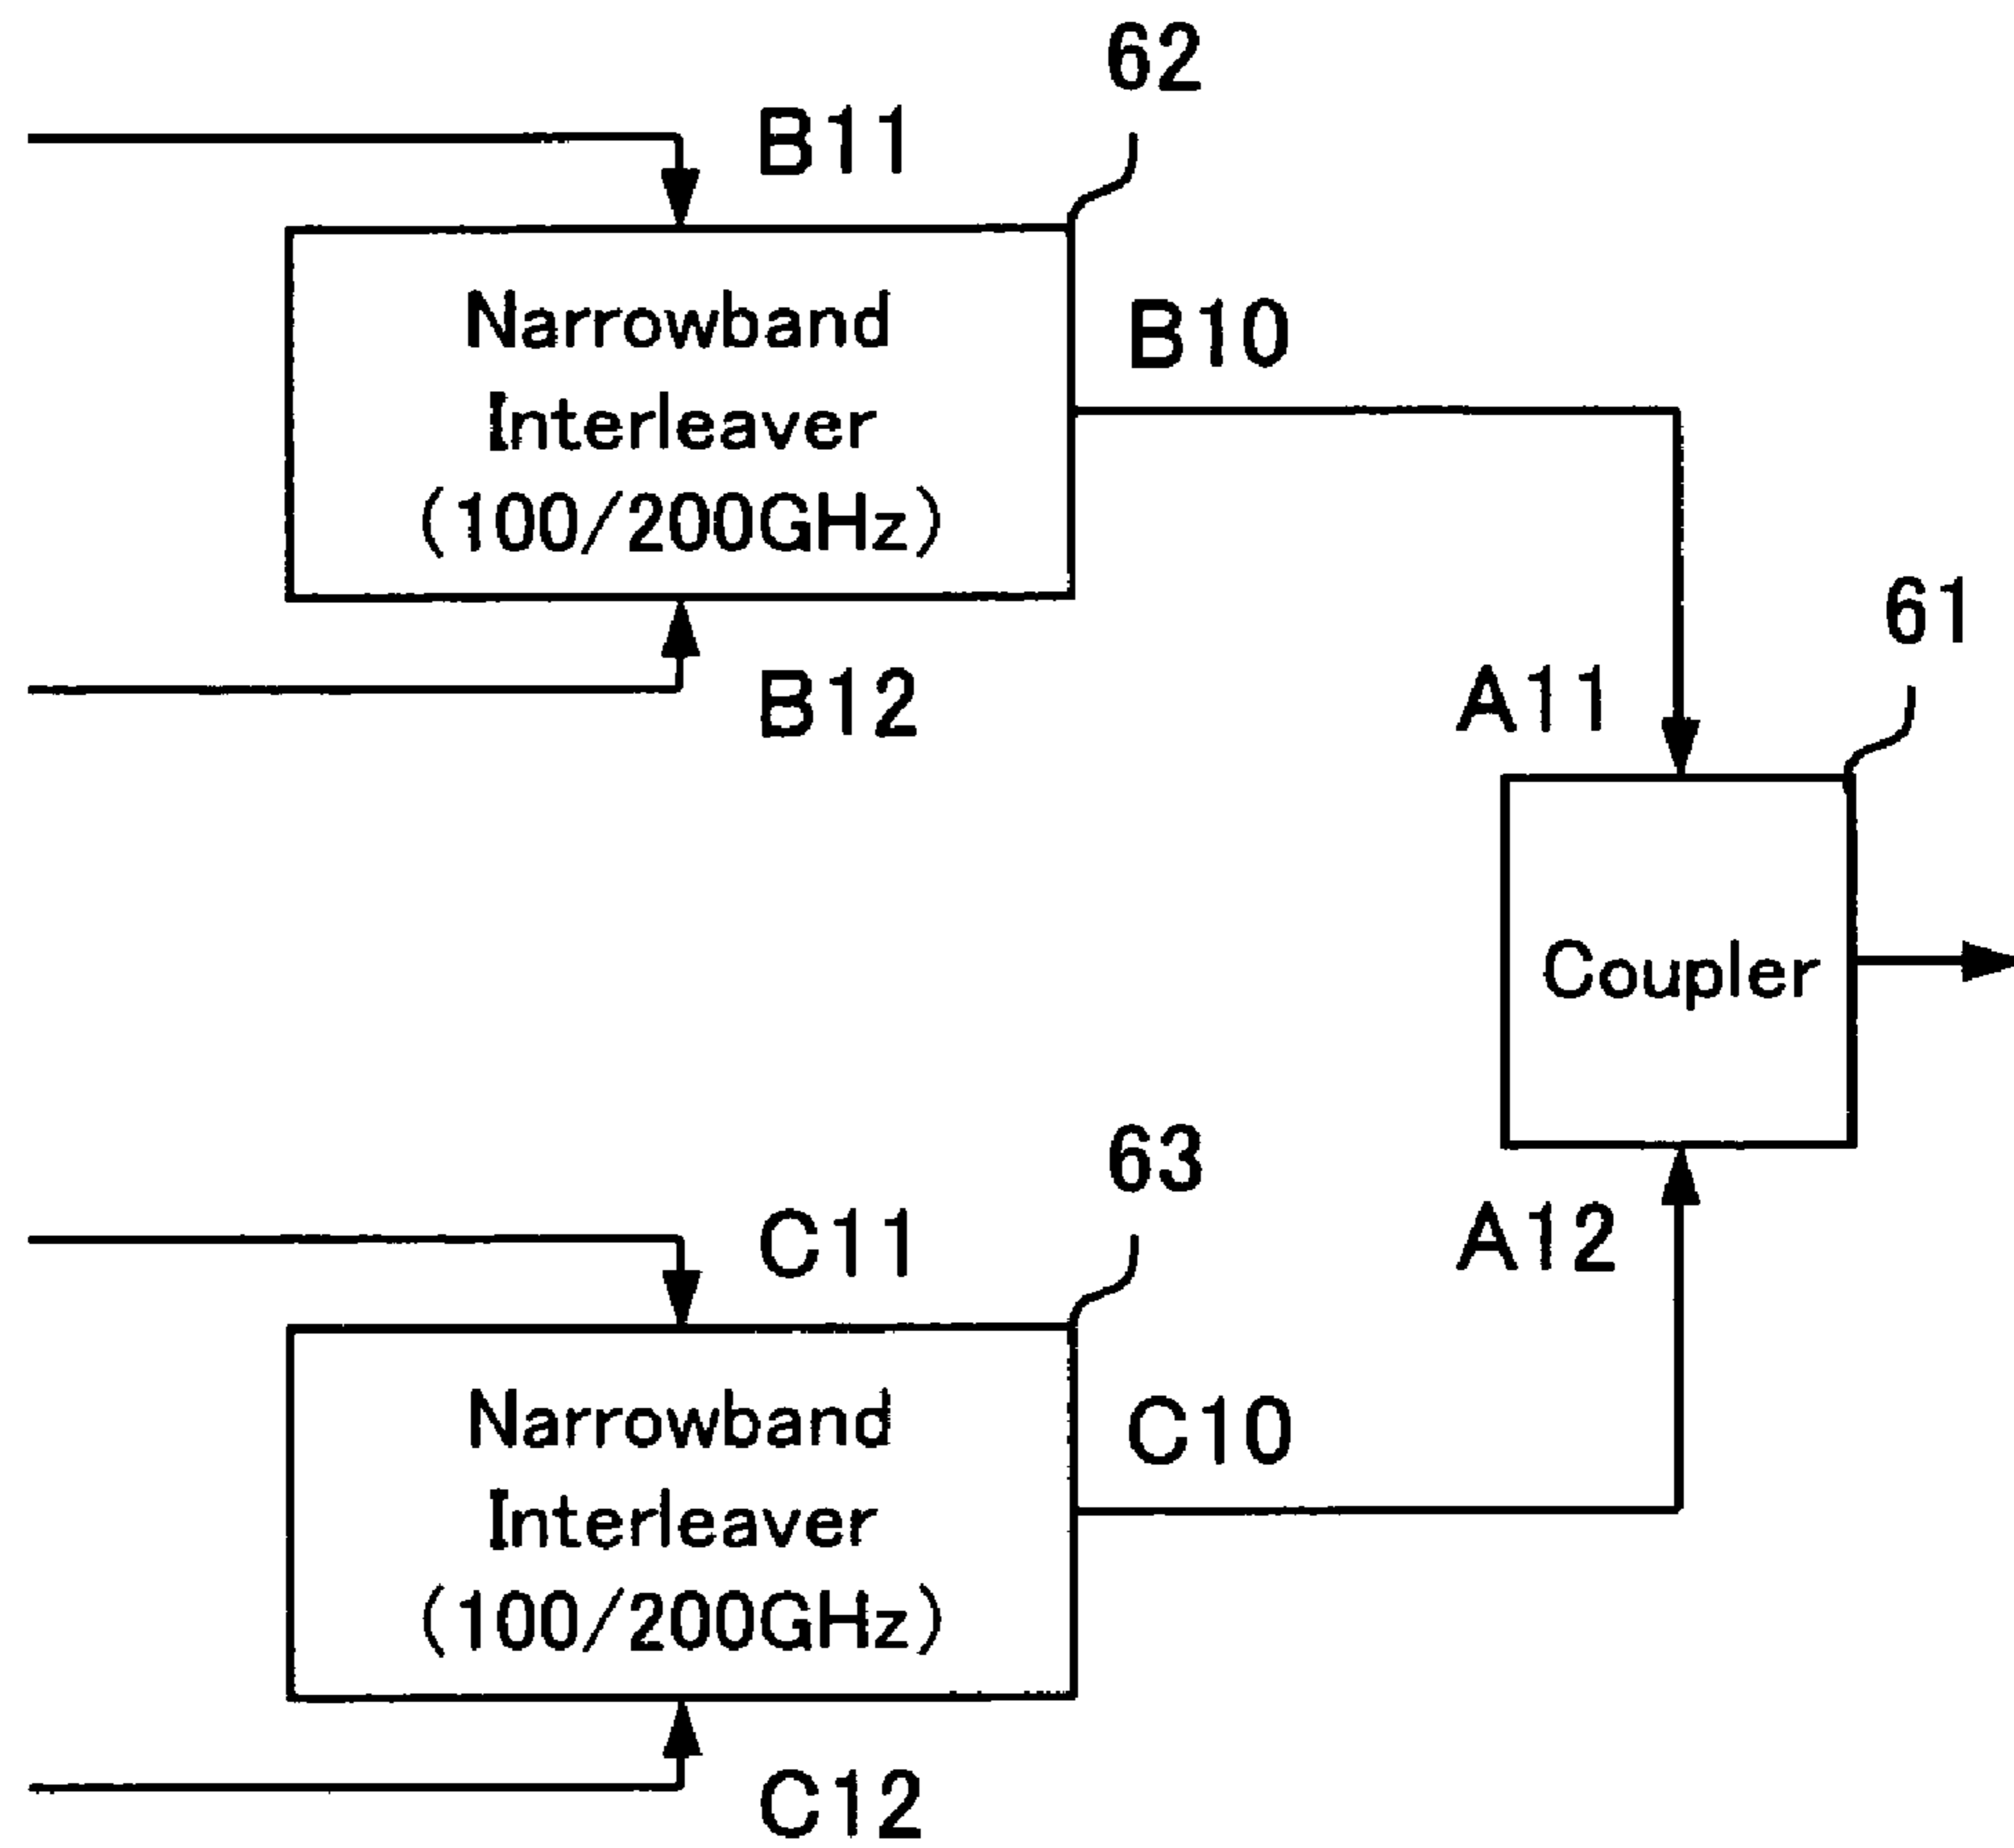 62
B11
Narrowband
Interleaver
(100/200GHz)
B10
B12
61
A11
Coupler
63
C11
A12
Narrowband
Interleaver
(100/200GHz)
C10
C12